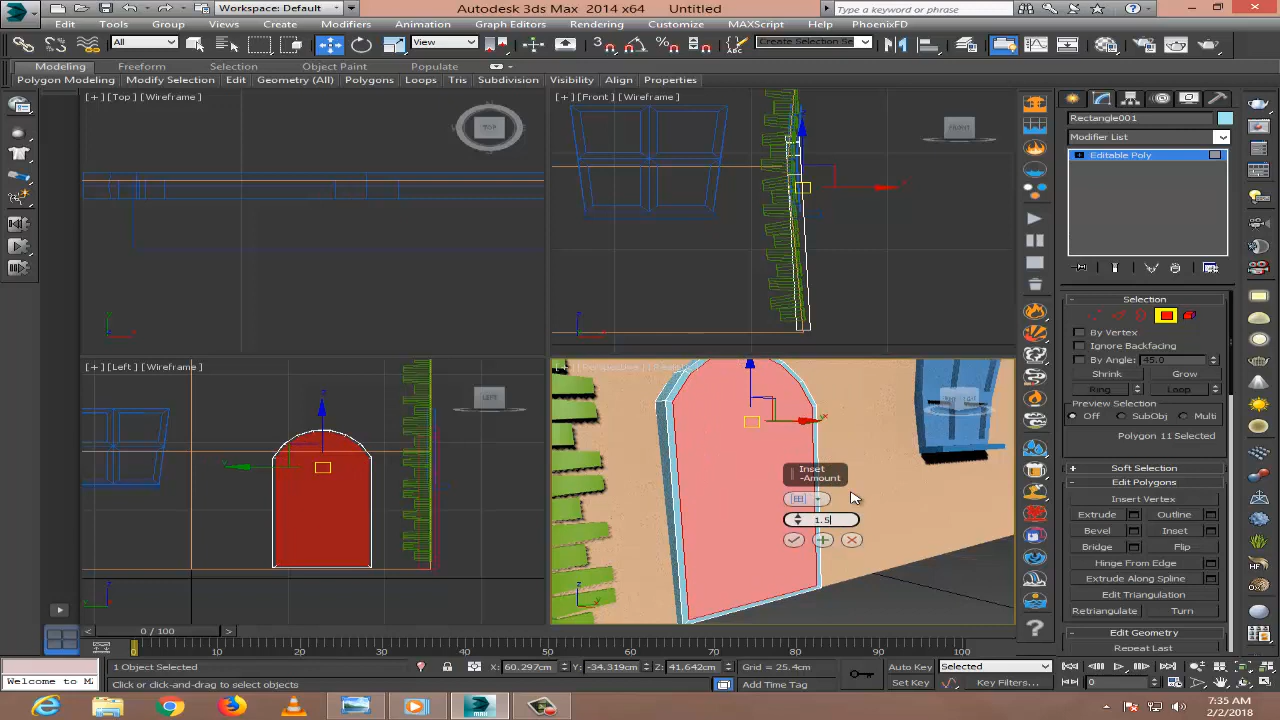 Autodesk 3ds Max 2014 x64 Untitled
Workspace: Default
Type a keyword or phrase
Edit Tools Group Views Create Modifiers Animation Graph Editors Rendering Customize MAXScript Help PhoenixFD
All
View
Create Selection Se
Modeling Freeform Selection Object Paint Populate
Polygon Modeling Modify Selection Edit Geometry (All) Polygons Loops Tris Subdivision Visibility Align Properties
[+] [Top] [Wireframe]
TOP
[+] [Front] [Wireframe]
FRONT
[+] [Left] [Wireframe]
LEFT
Inset
-Amount
1.5
Rectangle001
Modifier List
Editable Poly
Selection
By Vertex
Ignore Backfacing
By Angle: 45.0
Shrink Grow
Ring Loop
Preview Selection
Off SubObj Multi
Polygon 11 Selected
Soft Selection
Edit Polygons
Insert Vertex
Extrude Outline
Bevel Inset
Bridge Flip
Hinge From Edge
Extrude Along Spline
Edit Triangulation
Retriangulate Turn
Edit Geometry
Repeat Last
0 / 100
0 10 20 30 40 50 60 70 80 90 100
1 Object Selected
X: 60.297cm Y: -34.319cm Z: 41.642cm Grid = 25.4cm
Auto Key Selected
Welcome to M
Click or click-and-drag to select objects
Add Time Tag
Set Key Key Filters...
0
7:35 AM
2/2/2018